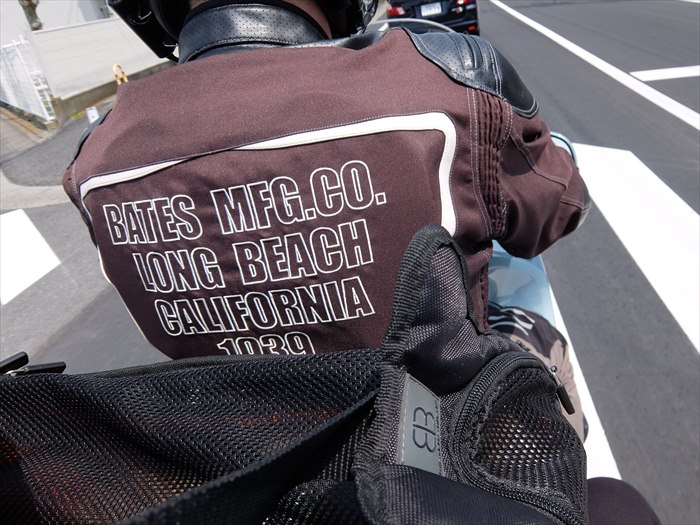 BATES MFG.CO.
LONG BEACH
CALIFORNIA
1939